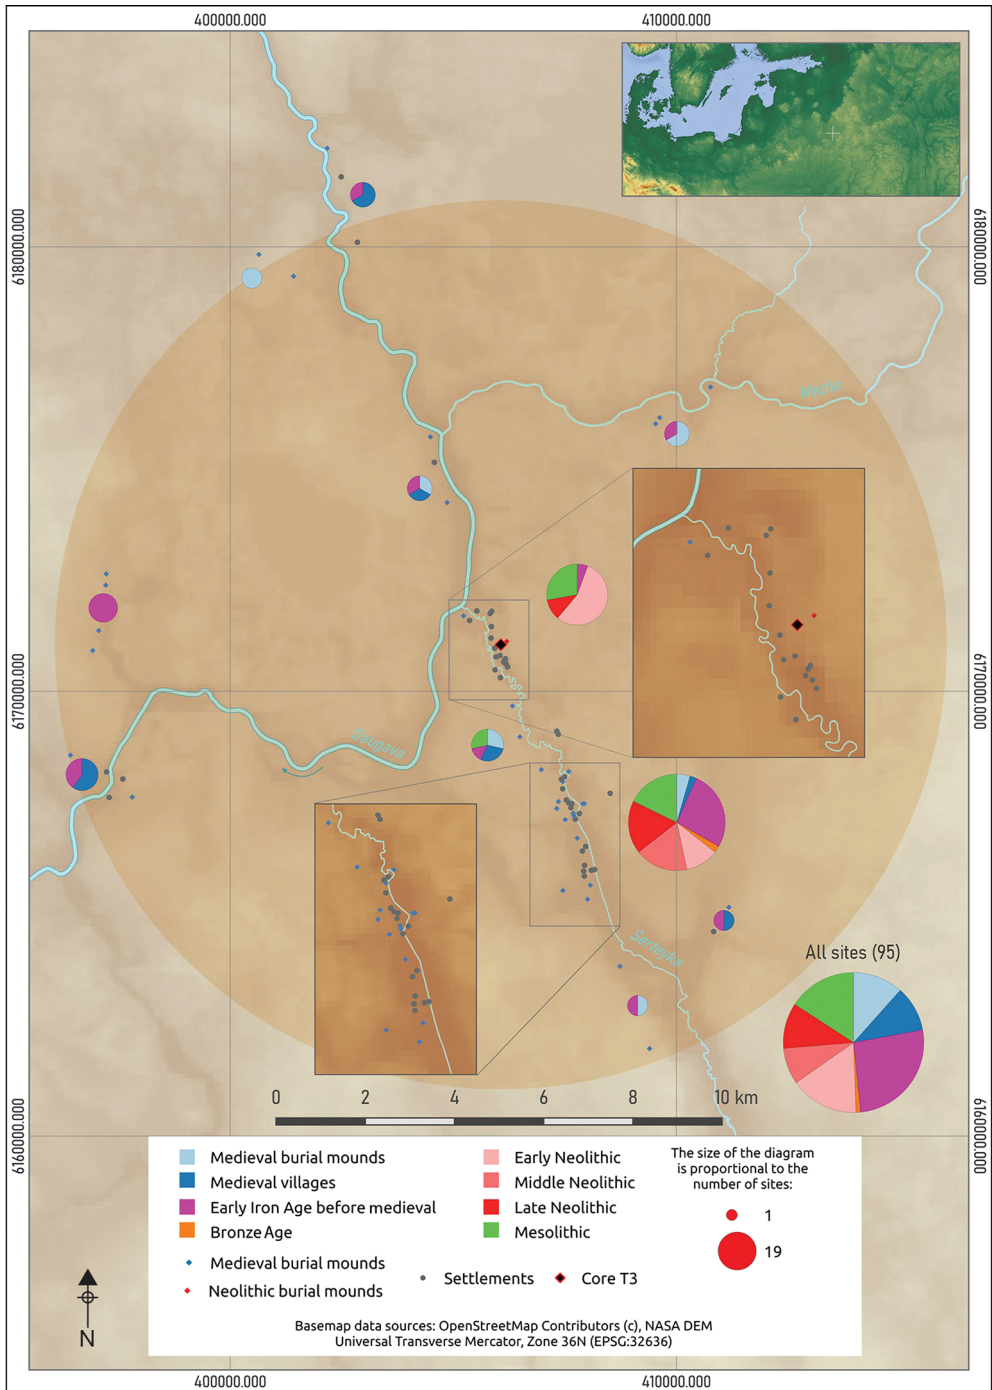 400000.000
410000.000
6180000.000
6180000.000
Mezha
6170000.000
6170000.000
Daugava
Serteyka
All sites (95)
0 2 4 6 8 10 km
6160000.000
6160000.000
Medieval burial mounds
Medieval villages
Early Iron Age before medieval
Bronze Age
Early Neolithic
Middle Neolithic
Late Neolithic
Mesolithic
The size of the diagram
is proportional to the
number of sites:
1
19
Medieval burial mounds
Neolithic burial mounds
Settlements
Core T3
N
Basemap data sources: OpenStreetMap Contributors (c), NASA DEM
Universal Transverse Mercator, Zone 36N (EPSG:32636)
400000.000
410000.000